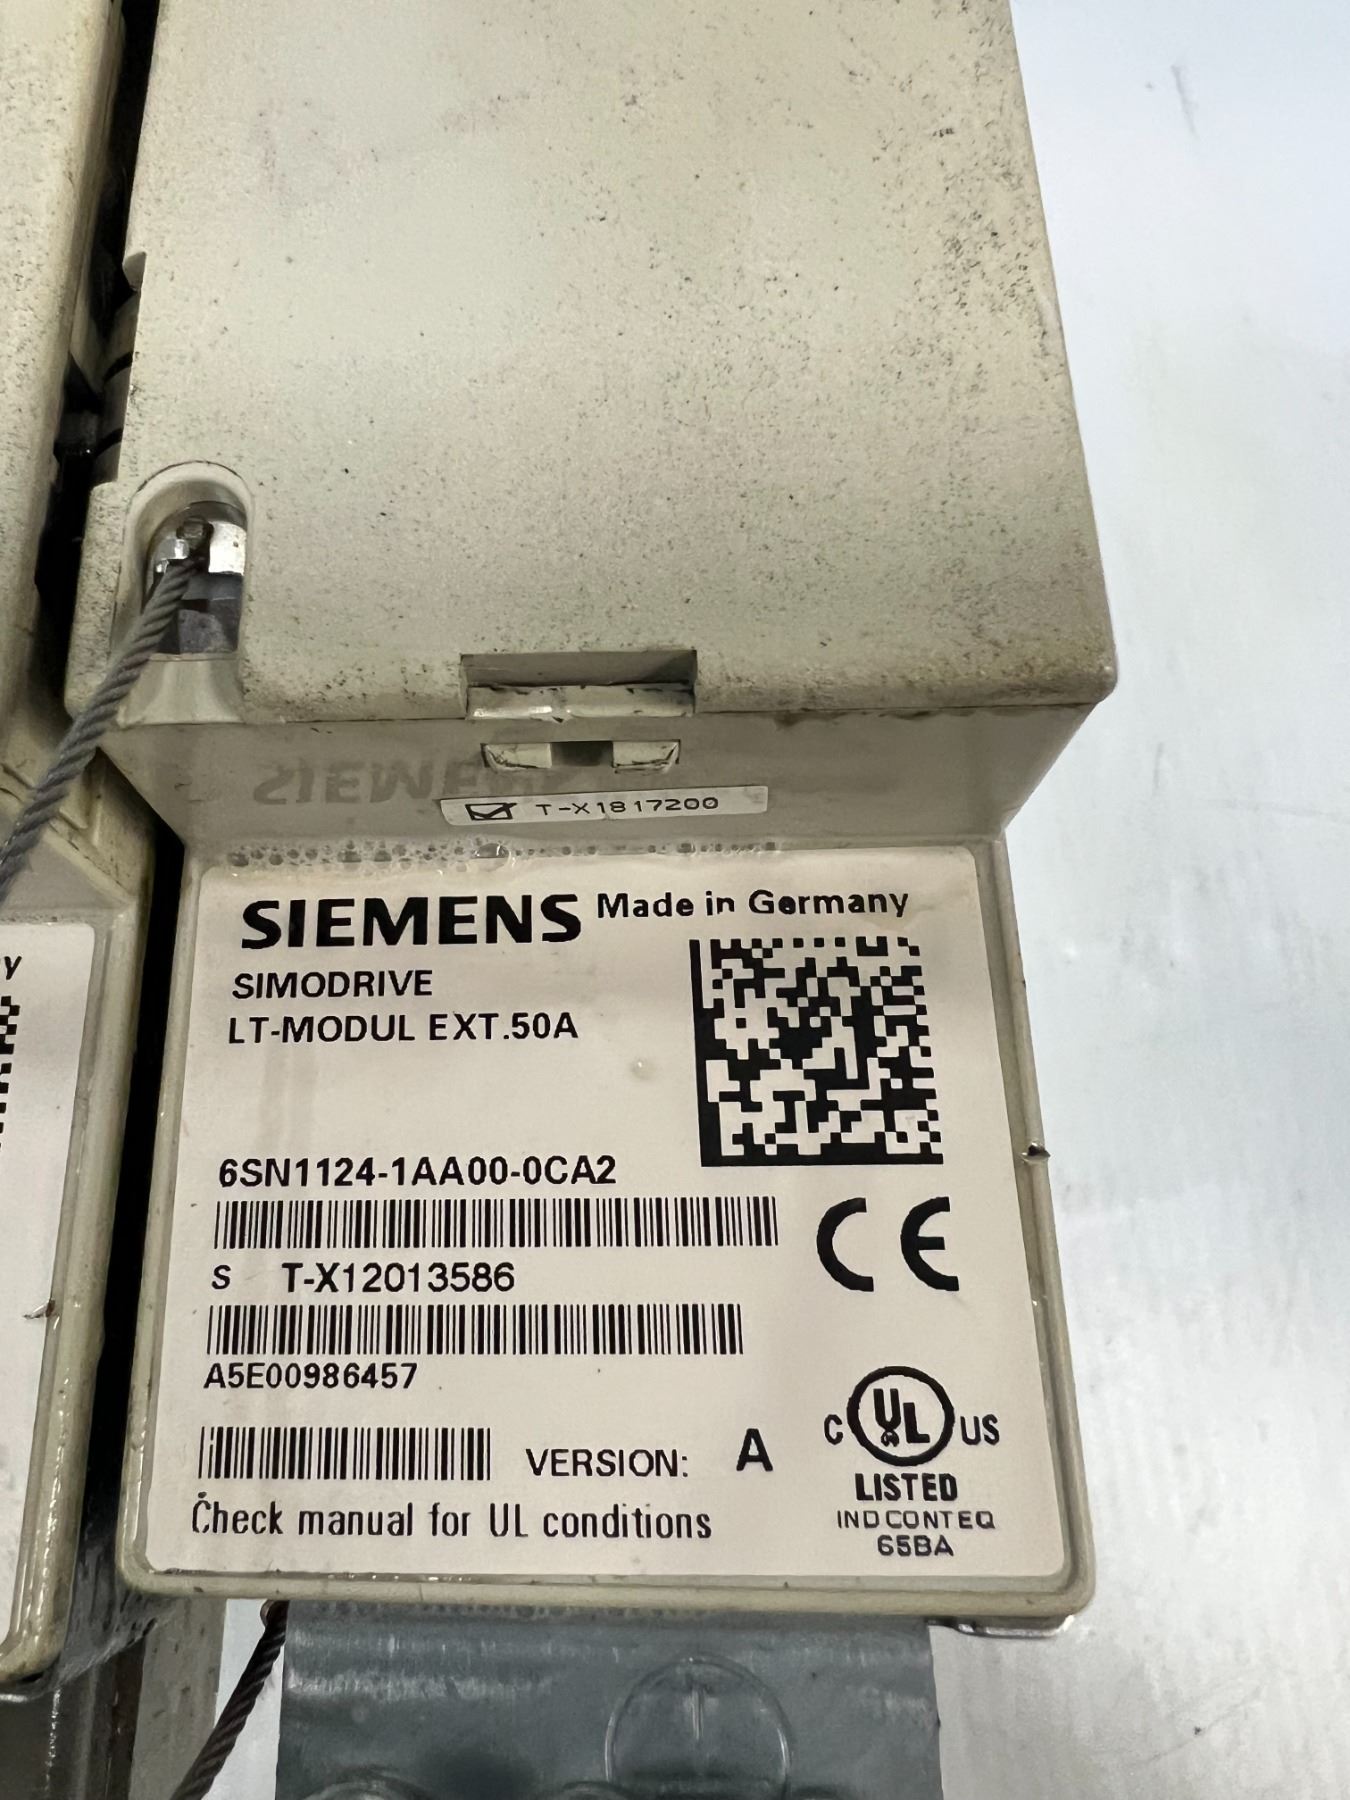 T-X1817200
SIEMENS Made in Germany
SIMODRIVE
LT-MODUL EXT.50A
6SN1124-1AA00-0CA2
S T-X12013586
A5E00986457
VERSION: A
Check manual for UL conditions
C UL US
LISTED
IND CONT EQ
65BA
CE
y